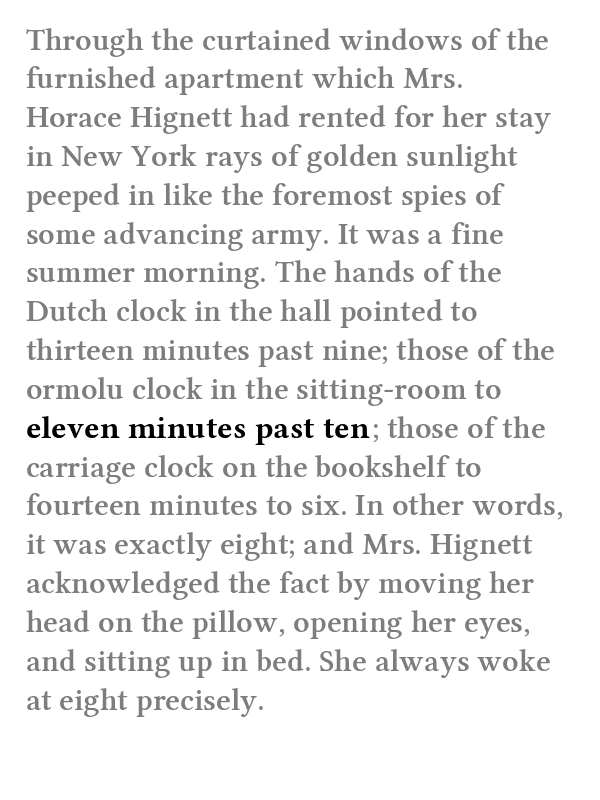 Through the curtained windows of the
furnished apartment which Mrs.
Horace Hignett had rented for her stay
in New York rays of golden sunlight
peeped in like the foremost spies of
some advancing army. It was a fine
summer morning. The hands of the
Dutch clock in the hall pointed to
thirteen minutes past nine; those of the
ormolu clock in the sitting-room to
eleven minutes past ten; those of the
carriage clock on the bookshelf to
fourteen minutes to six. In other words,
it was exactly eight; and Mrs. Hignett
acknowledged the fact by moving her
head on the pillow, opening her eyes,
and sitting up in bed. She always woke
at eight precisely.